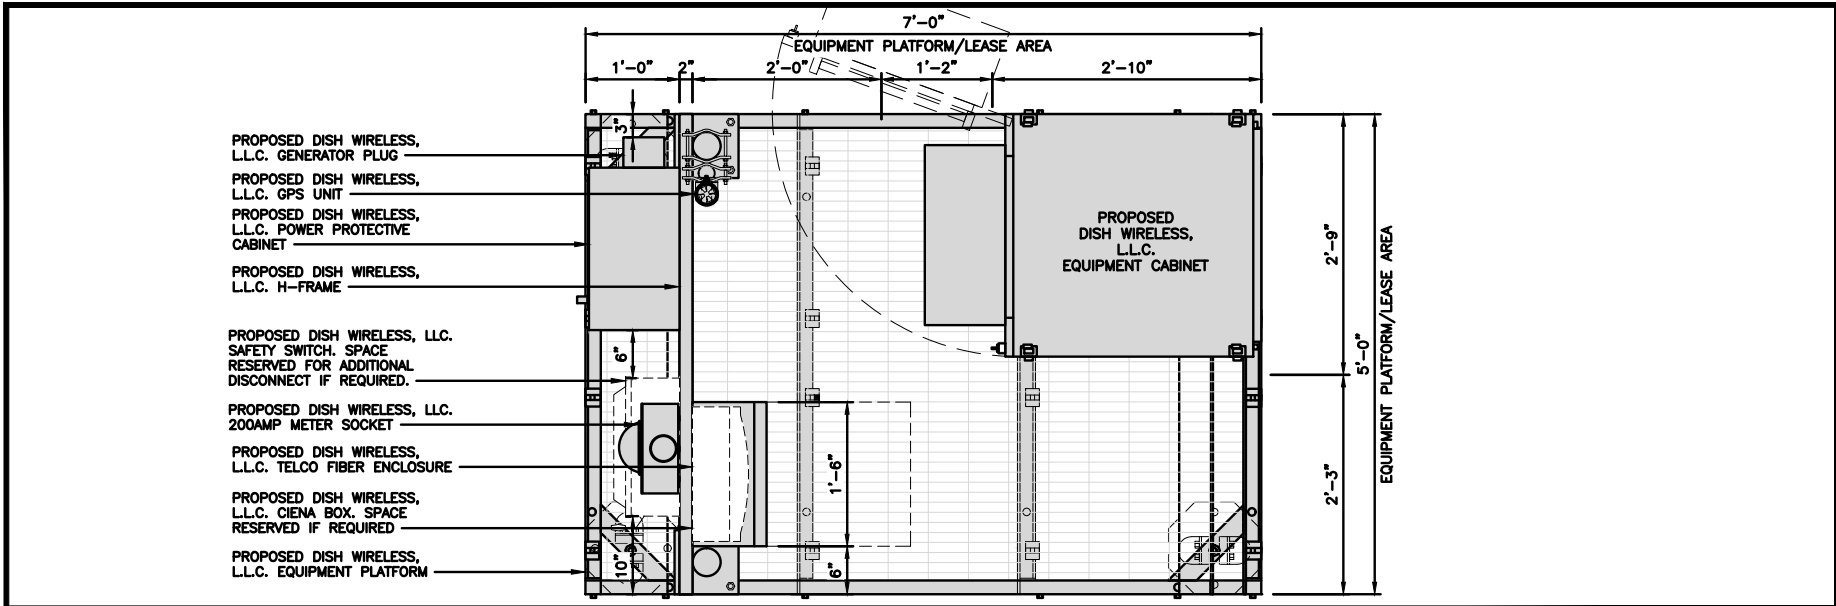 7'-0"
EQUIPMENT PLATFORM/LEASE AREA
1'-0" 2" 2'-0" 1'-2" 2'-10"
3"
PROPOSED DISH WIRELESS,
L.L.C. GENERATOR PLUG
PROPOSED DISH WIRELESS,
L.L.C. GPS UNIT
PROPOSED DISH WIRELESS,
L.L.C. POWER PROTECTIVE
CABINET
PROPOSED DISH WIRELESS,
L.L.C. H-FRAME
PROPOSED DISH WIRELESS, LLC.
SAFETY SWITCH. SPACE
RESERVED FOR ADDITIONAL
DISCONNECT IF REQUIRED.
PROPOSED DISH WIRELESS, LLC.
200AMP METER SOCKET
PROPOSED DISH WIRELESS,
L.L.C. TELCO FIBER ENCLOSURE
PROPOSED DISH WIRELESS,
L.L.C. CIENA BOX. SPACE
RESERVED IF REQUIRED
PROPOSED DISH WIRELESS,
L.L.C. EQUIPMENT PLATFORM
6"
10"
1'-6"
6"
PROPOSED
DISH WIRELESS,
L.L.C.
EQUIPMENT CABINET
2'-9"
2'-3"
5'-0"
EQUIPMENT PLATFORM/LEASE AREA